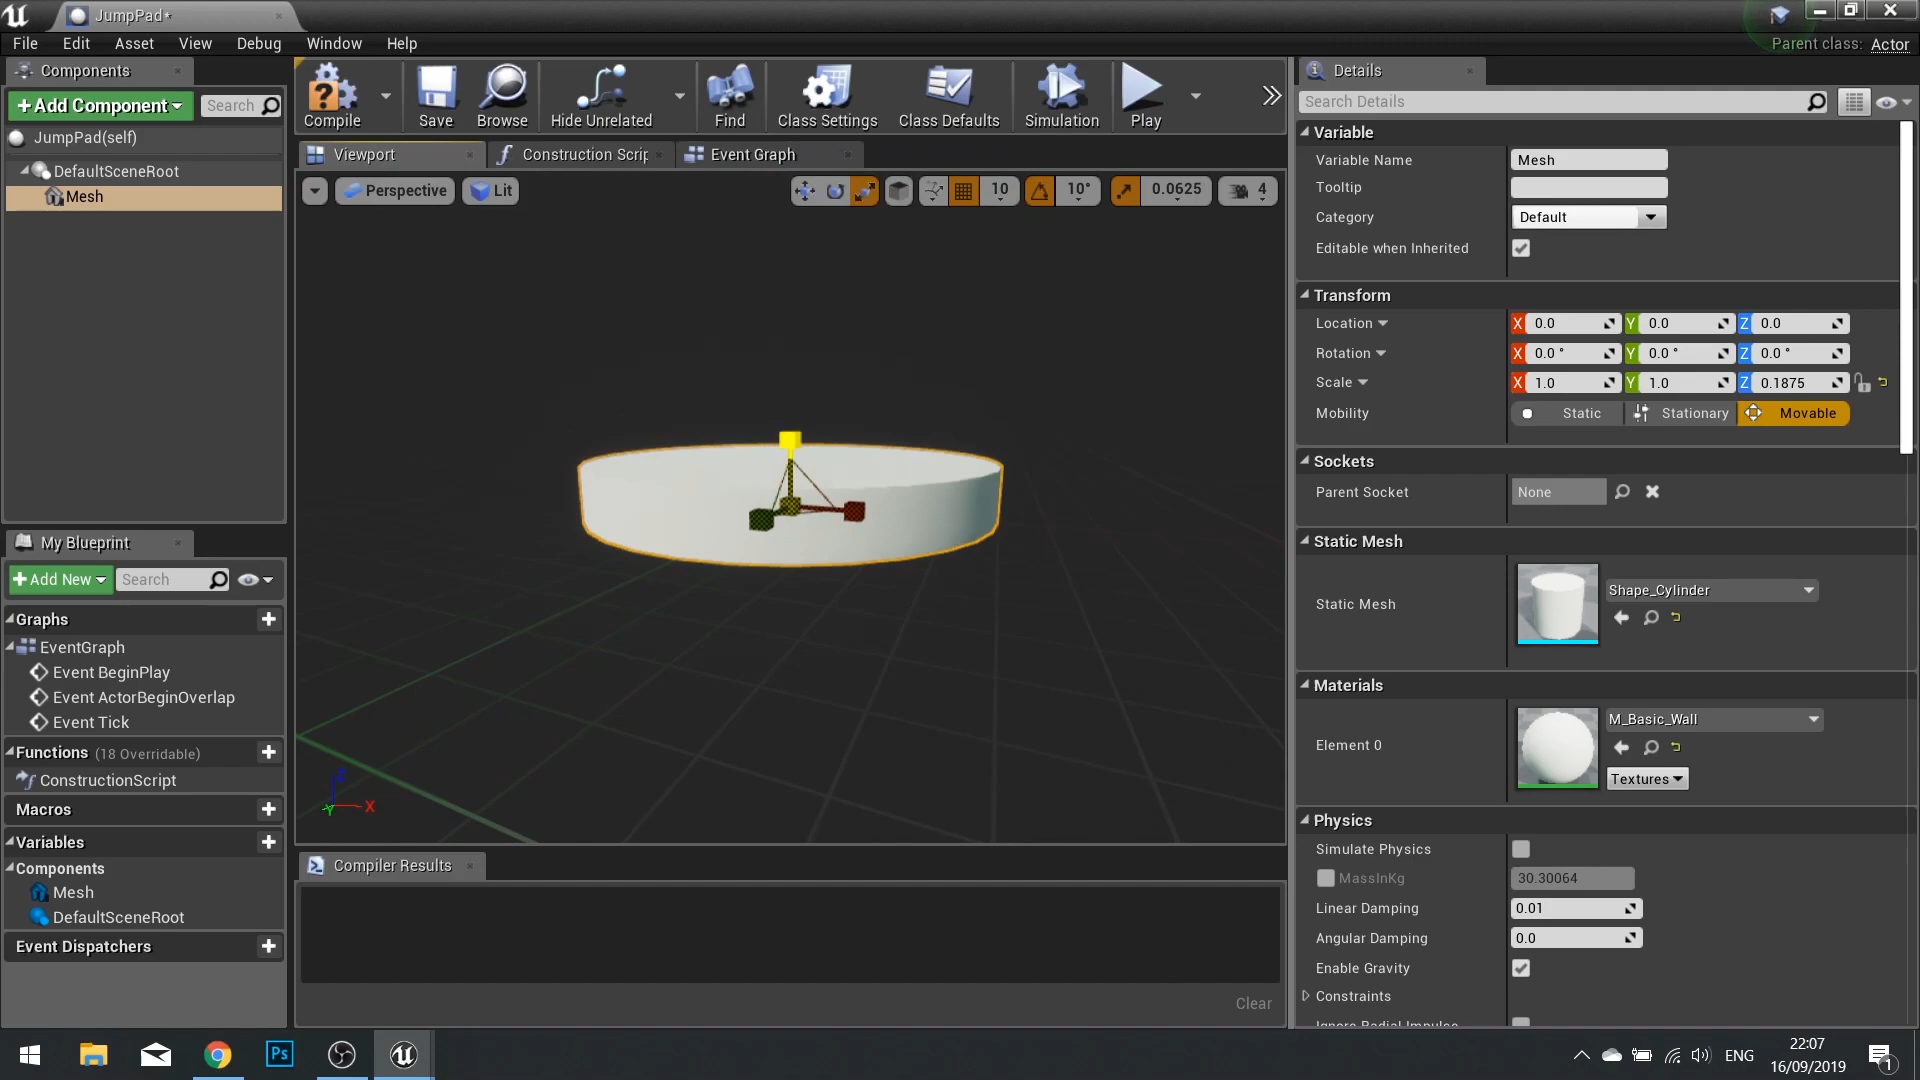 JumpPad*
File Edit Asset View Debug Window Help
Parent class: Actor
Components
+Add Component
Search
JumpPad(self)
DefaultSceneRoot
Mesh
My Blueprint
+Add New
Search
Graphs
EventGraph
Event BeginPlay
Event ActorBeginOverlap
Event Tick
Functions (18 Overridable)
ConstructionScript
Macros
Variables
Components
Mesh
DefaultSceneRoot
Event Dispatchers
Compile Save Browse Hide Unrelated Find Class Settings Class Defaults Simulation Play
Viewport Construction Scrip Event Graph
Perspective Lit 10 10° 0.0625 4
Z
Y X
Compiler Results
Clear
Details
Search Details
Variable
Variable Name Mesh
Tooltip
Category Default
Editable when Inherited
Transform
Location X 0.0 Y 0.0 Z 0.0
Rotation X 0.0 ° Y 0.0 ° Z 0.0 °
Scale X 1.0 Y 1.0 Z 0.1875
Mobility Static Stationary Movable
Sockets
Parent Socket None
Static Mesh
Static Mesh Shape_Cylinder
Materials
Element 0 M_Basic_Wall
Textures
Physics
Simulate Physics
MassInKg 30.30064
Linear Damping 0.01
Angular Damping 0.0
Enable Gravity
Constraints
Ignore Radial Impulse
Ps
ENG
22:07
16/09/2019
1